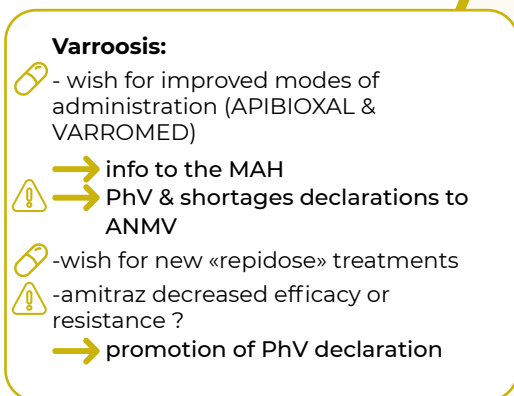 Varroosis:
- wish for improved modes of
administration (APIBIOXAL &
VARROMED)
info to the MAH
PhV & shortages declarations to
ANMV
-wish for new «repidose» treatments
-amitraz decreased efficacy or
resistance ?
promotion of PhV declaration